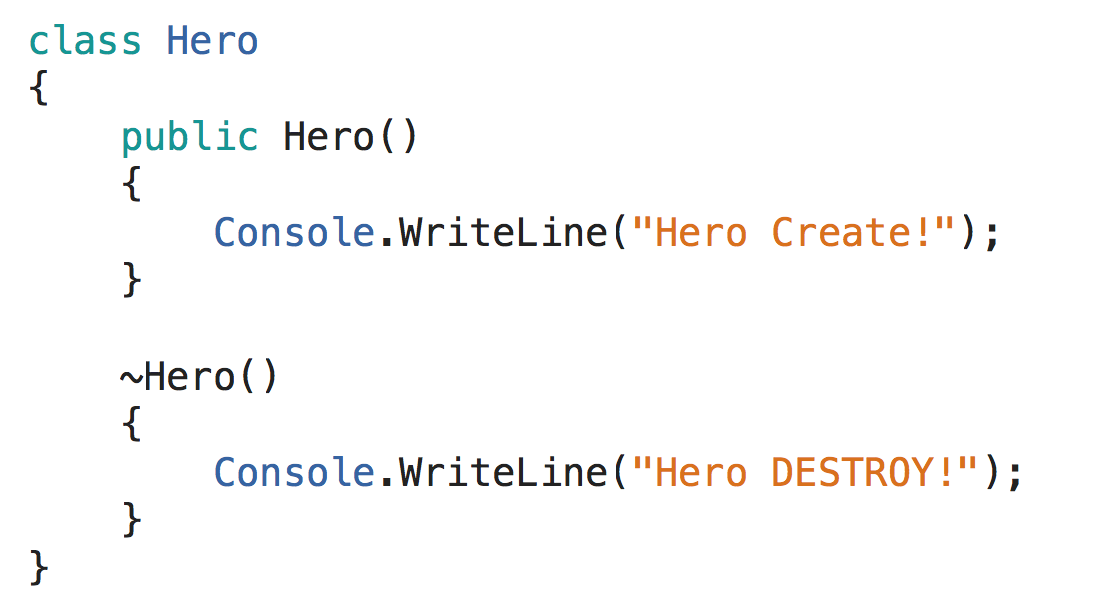 class Hero
{
    public Hero()
    {
        Console.WriteLine("Hero Create!");
    }

    ~Hero()
    {
        Console.WriteLine("Hero DESTROY!");
    }
}